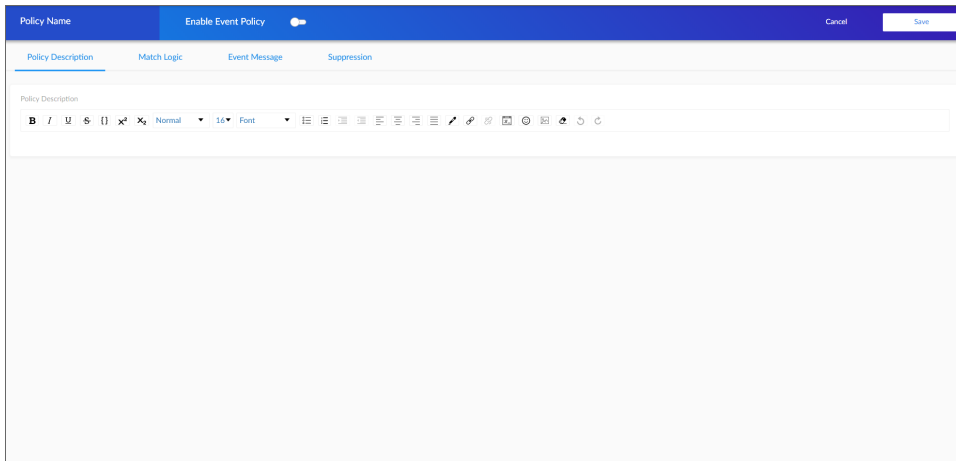 Policy Name Enable Event Policy Cancel Save
Policy Description Match Logic Event Message Suppression
Policy Description
B I U S {} x² x₂ Normal 16 Font